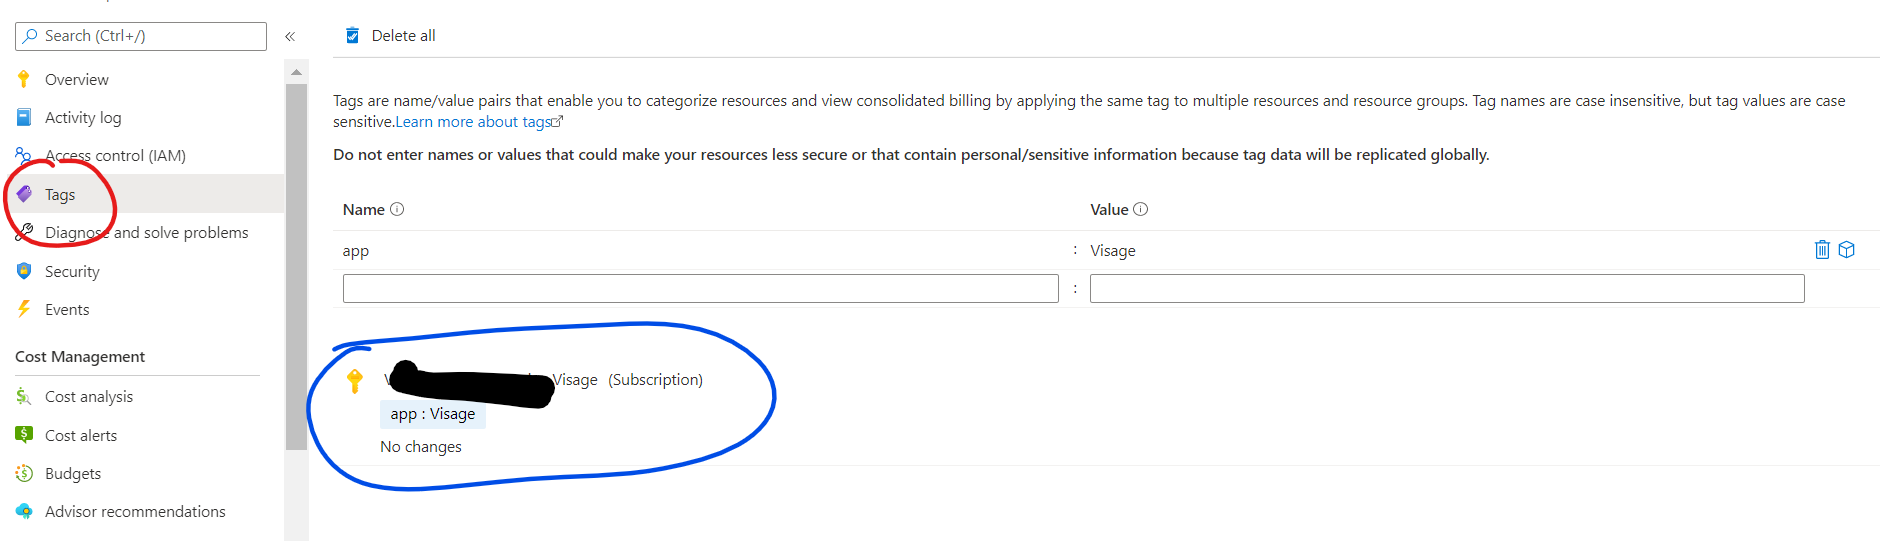 Search (Ctrl+/)
«
Overview
Activity log
Access control (IAM)
Tags
Diagnose and solve problems
Security
Events
Cost Management
Cost analysis
Cost alerts
Budgets
Advisor recommendations
Delete all
Tags are name/value pairs that enable you to categorize resources and view consolidated billing by applying the same tag to multiple resources and resource groups. Tag names are case insensitive, but tag values are case
sensitive.Learn more about tags
Do not enter names or values that could make your resources less secure or that contain personal/sensitive information because tag data will be replicated globally.
Name Value
app : Visage
:
Visage (Subscription)
app : Visage
No changes